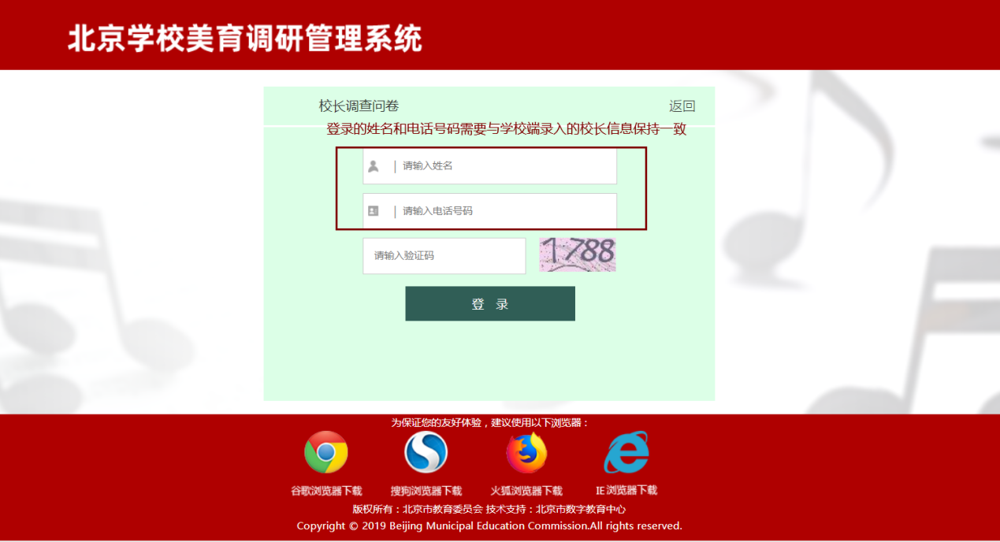 北京学校美育调研管理系统
校长调查问卷 返回
登录的姓名和电话号码需要与学校端录入的校长信息保持一致
| 请输入姓名
| 请输入电话号码
请输入验证码 1788
登 录
为保证您的友好体验，建议使用以下浏览器：
谷歌浏览器下载 搜狗浏览器下载 火狐浏览器下载 IE浏览器下载
版权所有：北京市教育委员会 技术支持：北京市数字教育中心
Copyright © 2019 Beijing Municipal Education Commission.All rights reserved.